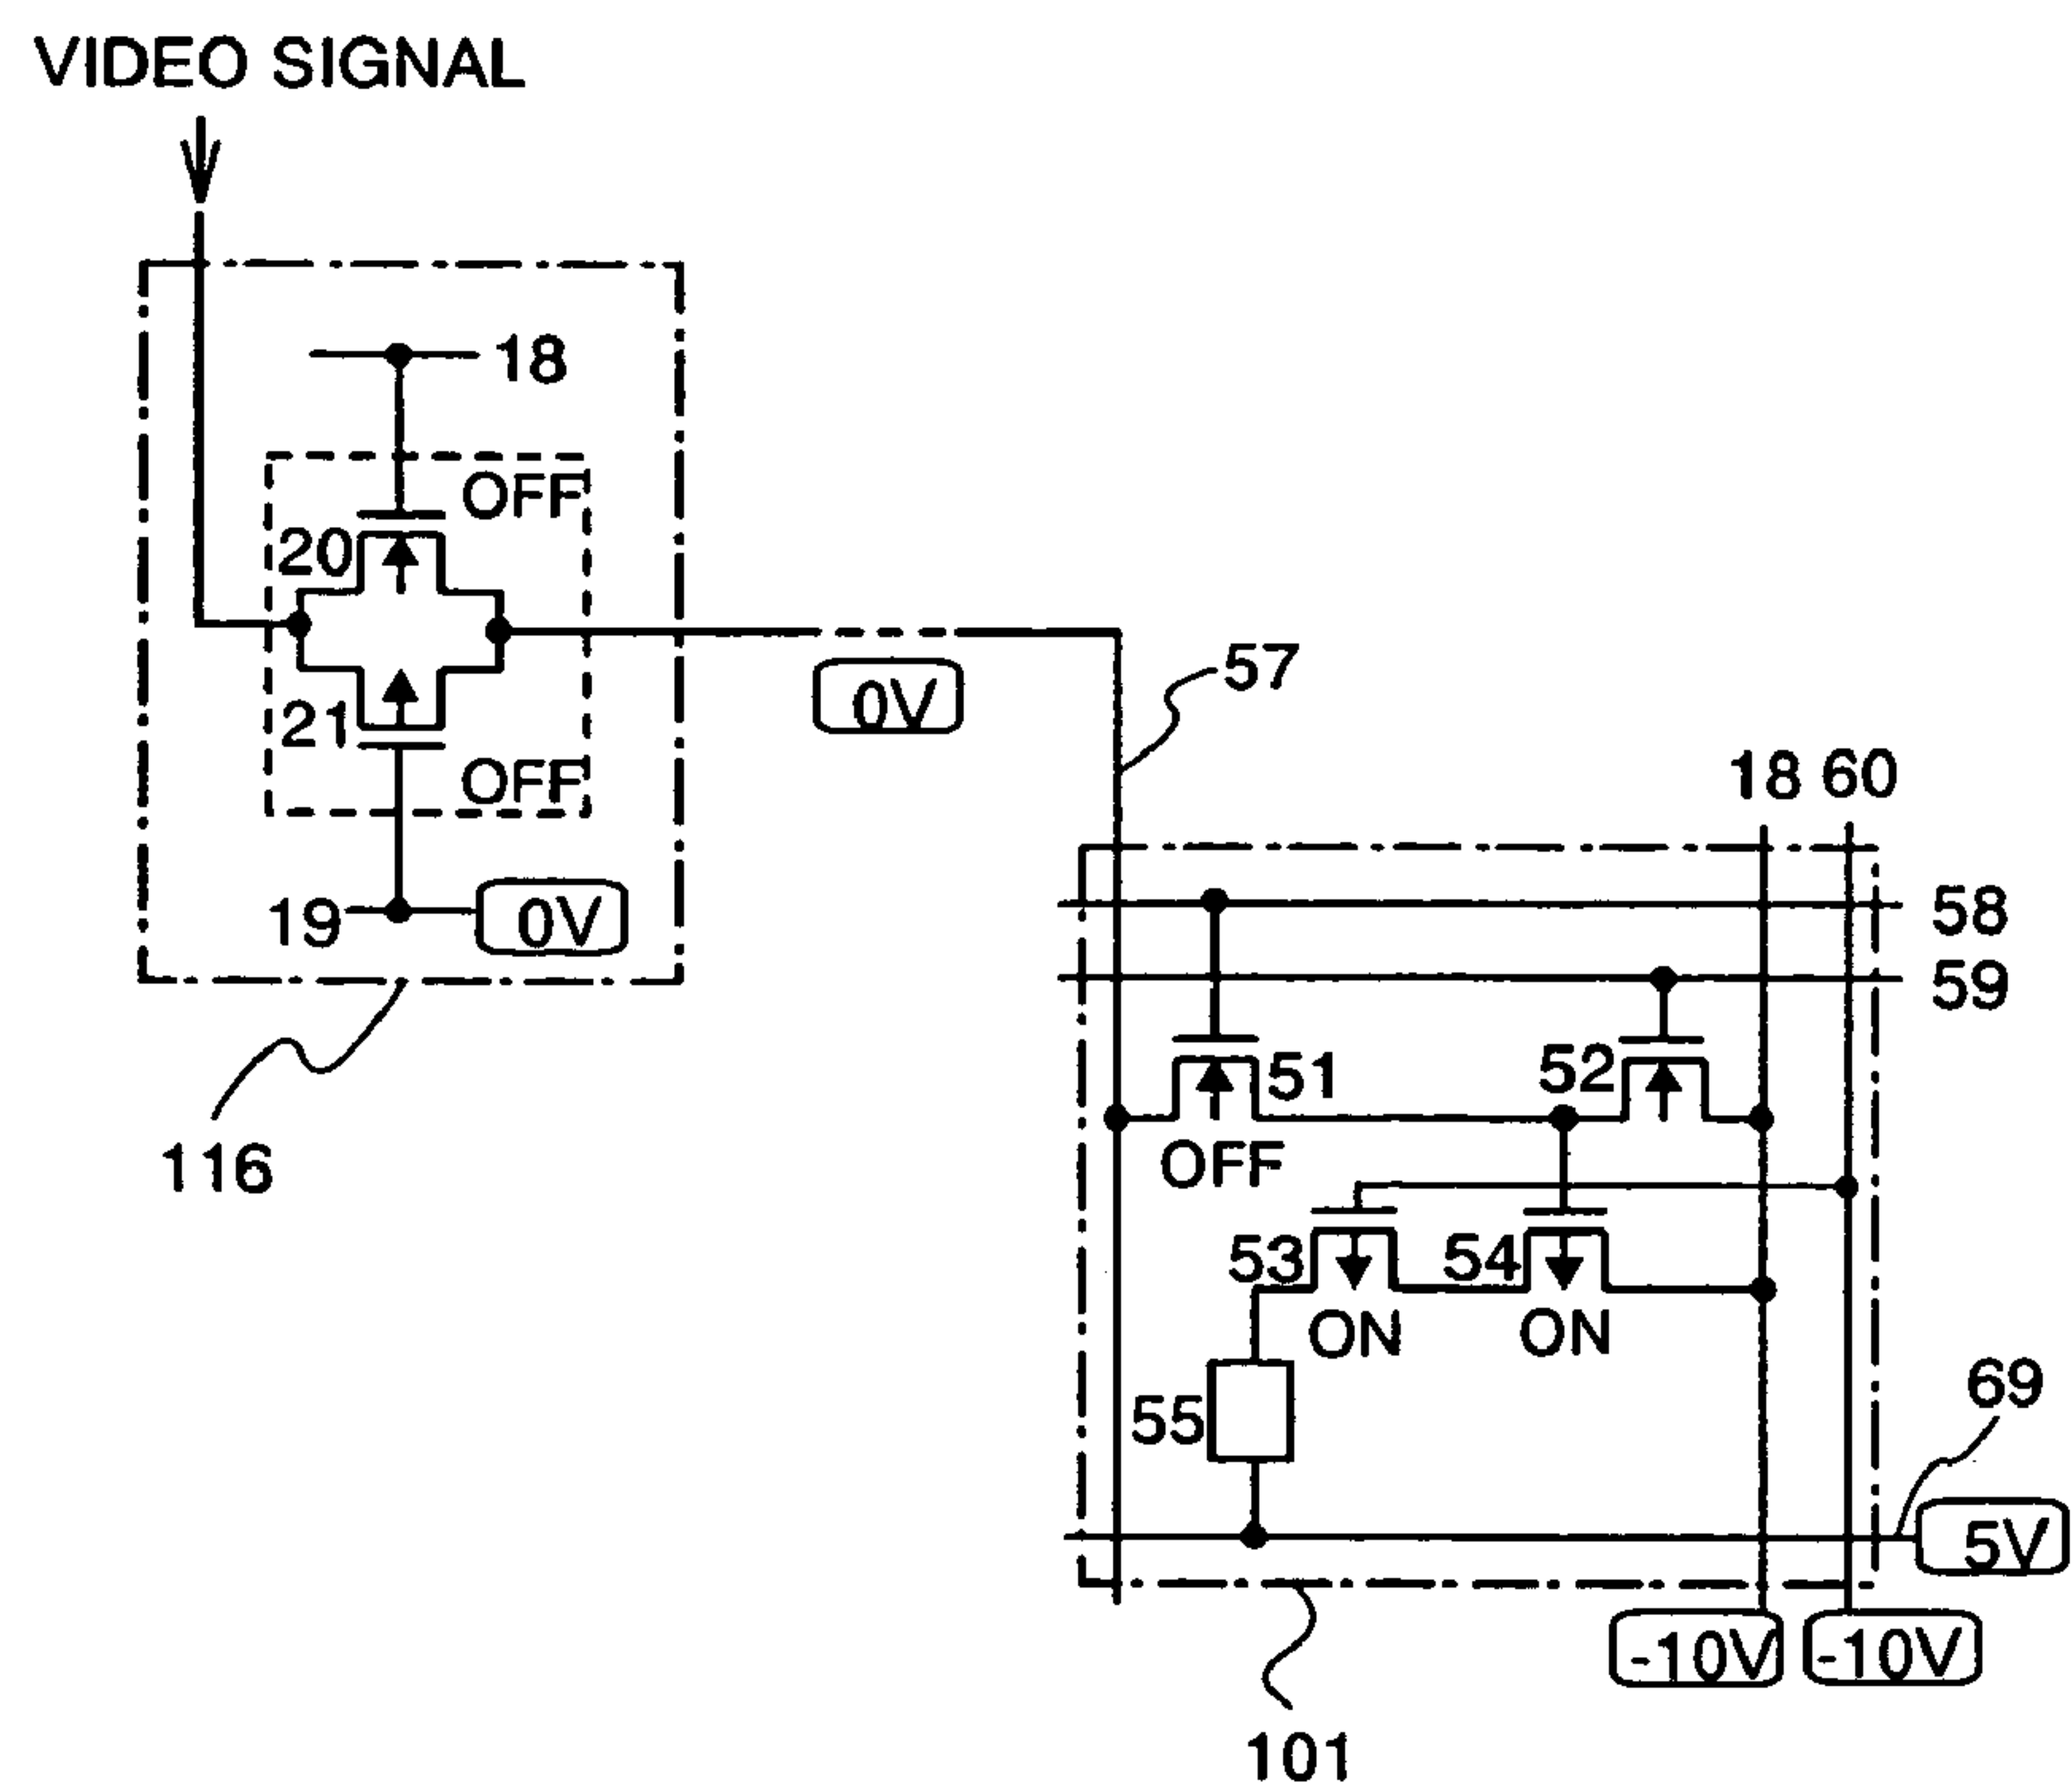 VIDEO SIGNAL
18
OFF
20
21
OFF
0V
57
19
0V
18 60
58
59
116
51
52
OFF
53
54
ON
ON
55
69
5V
-10V
-10V
101